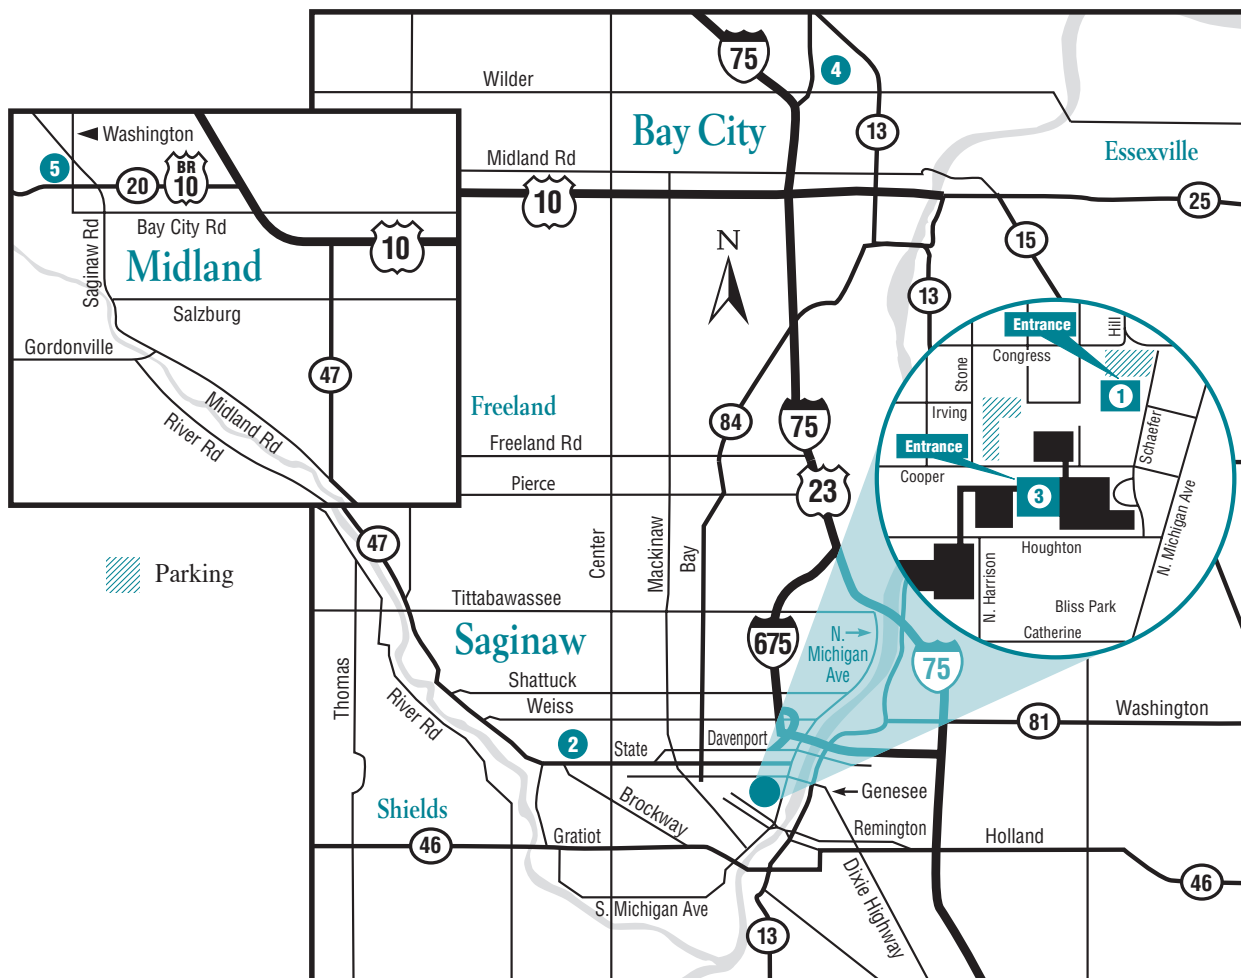 75
4
Wilder
13
Bay City
Essexville
Washington
5
20
BR
10
Midland Rd
10
25
Saginaw Rd
Bay City Rd
Midland
10
N
15
13
Salzburg
Gordonville
47
Midland Rd
River Rd
Freeland
84
75
Freeland Rd
23
Pierce
Entrance
Hill
Congress
Stone
1
Irving
Schaefer
Entrance
Cooper
3
N. Michigan Ave
Houghton
N. Harrison
Bliss Park
Catherine
47
Center
Mackinaw
Bay
Parking
Tittabawassee
Saginaw
675
N.
Michigan
Ave
75
Shattuck
Thomas
River Rd
Weiss
81
Washington
2
State
Davenport
Genesee
Brockway
Shields
46
Gratiot
Remington
Holland
46
S. Michigan Ave
Dixie Highway
13